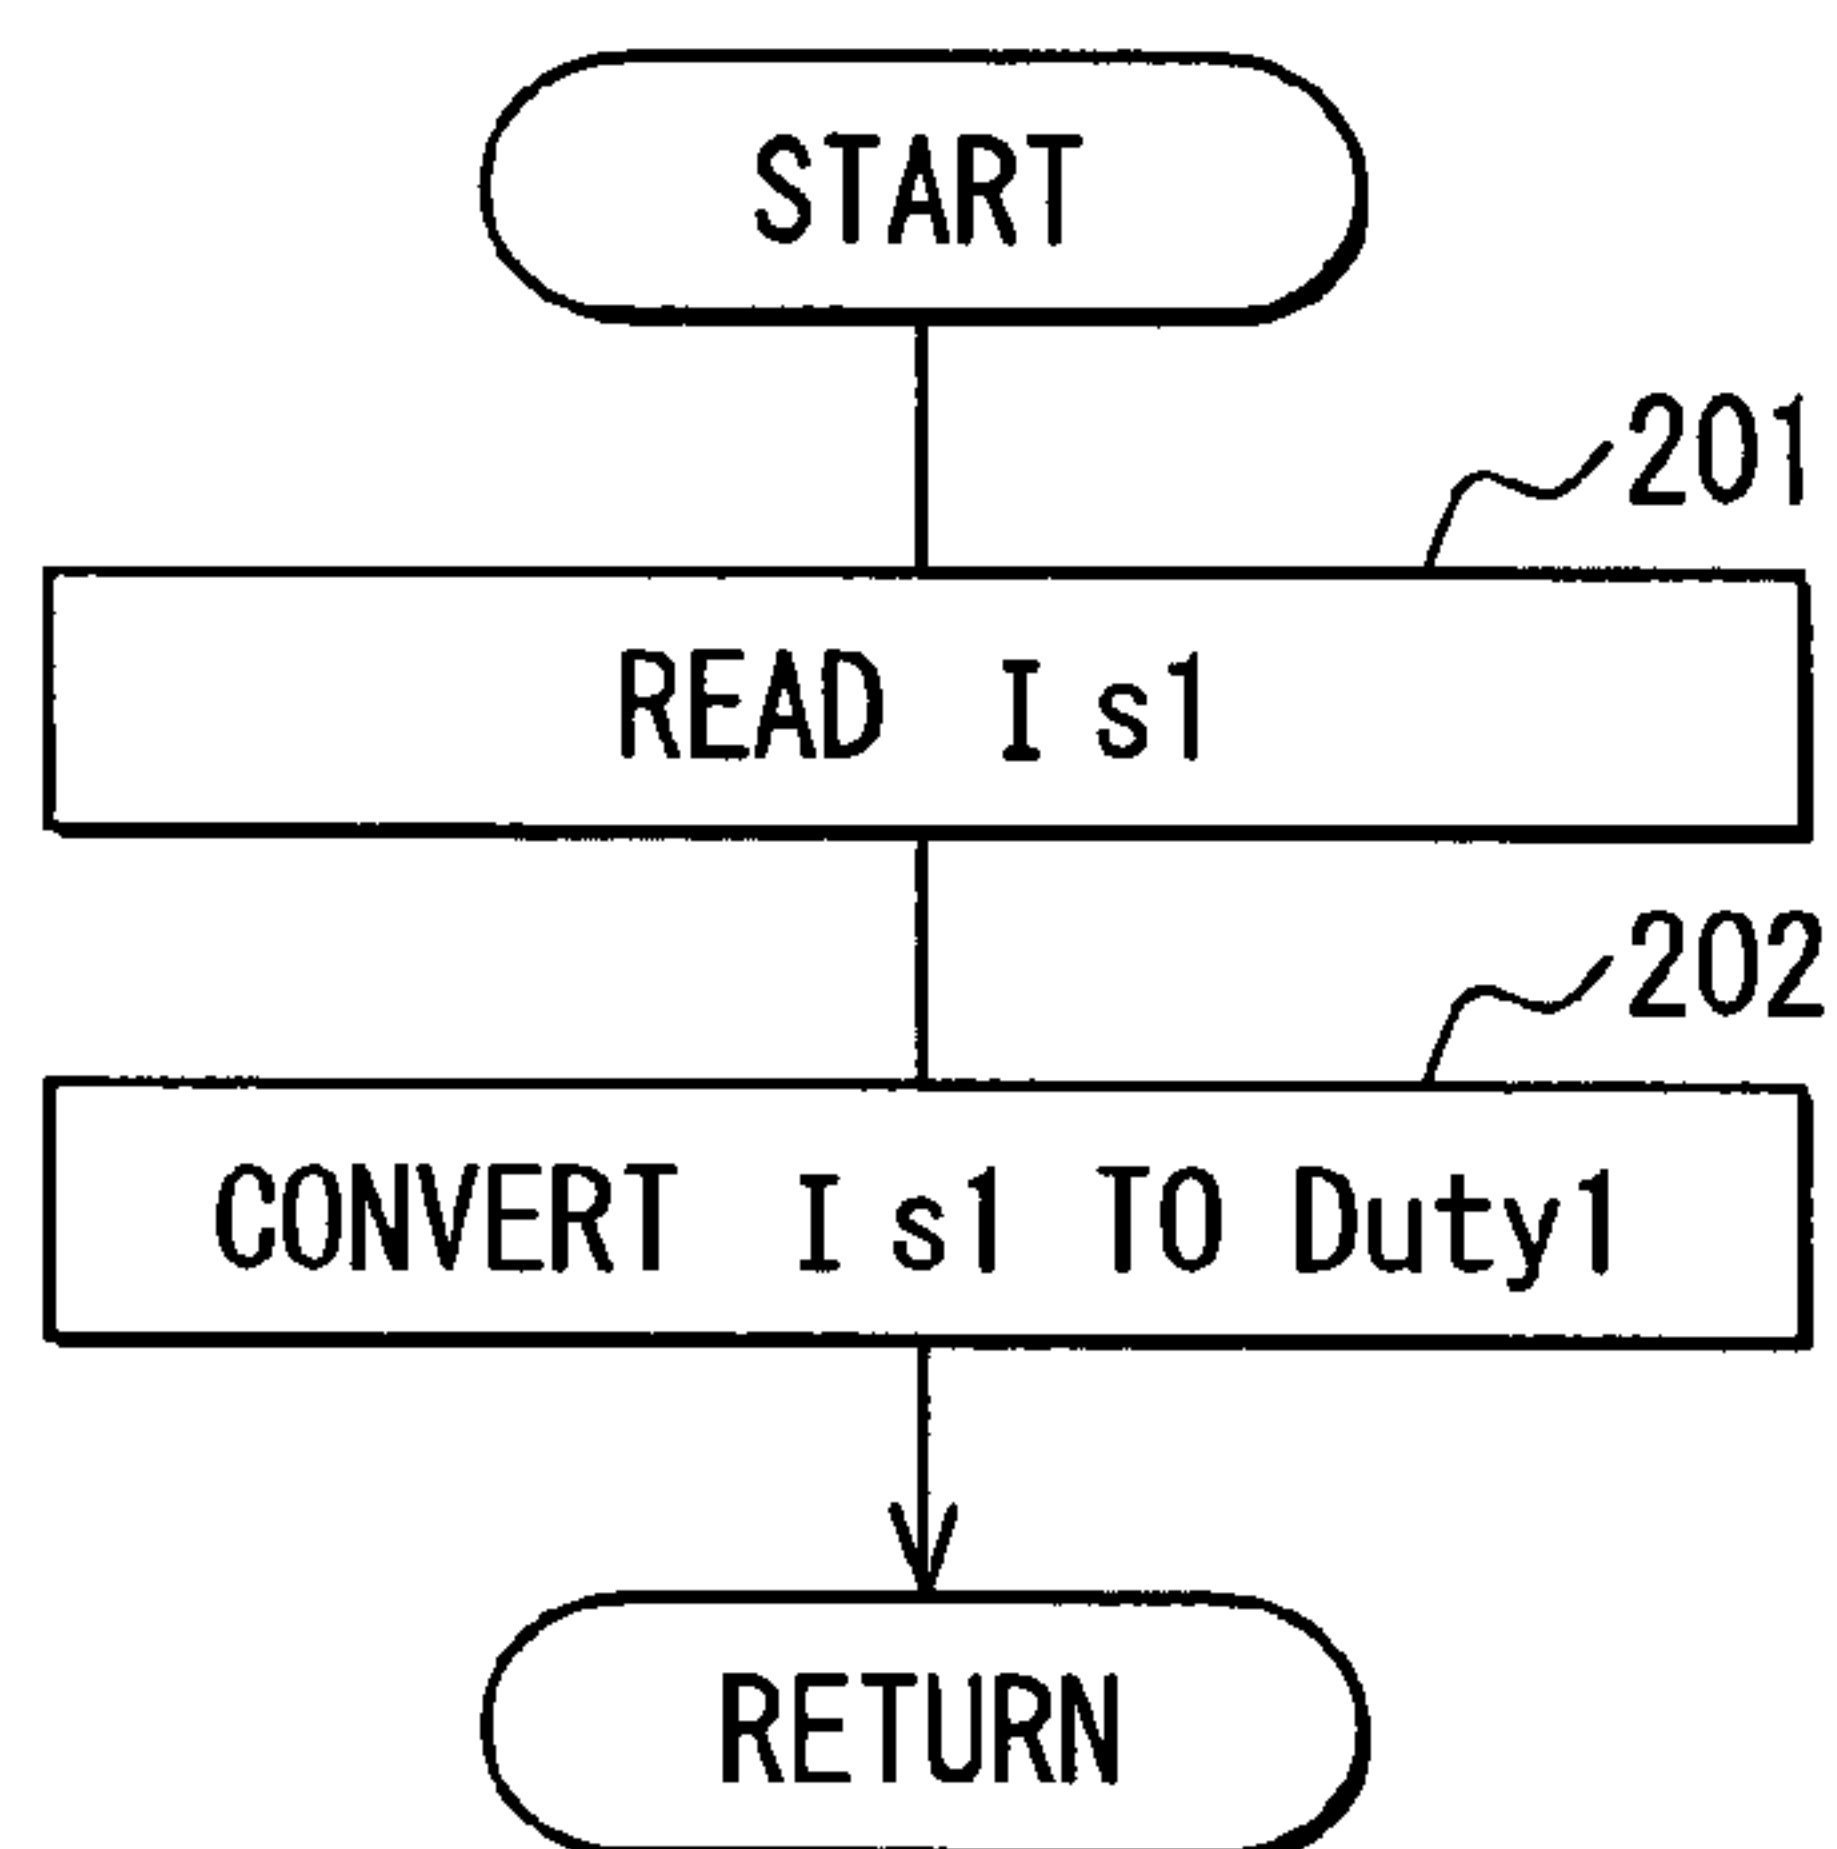 START
201
READ Is1
202
CONVERT Is1 TO Duty1
RETURN